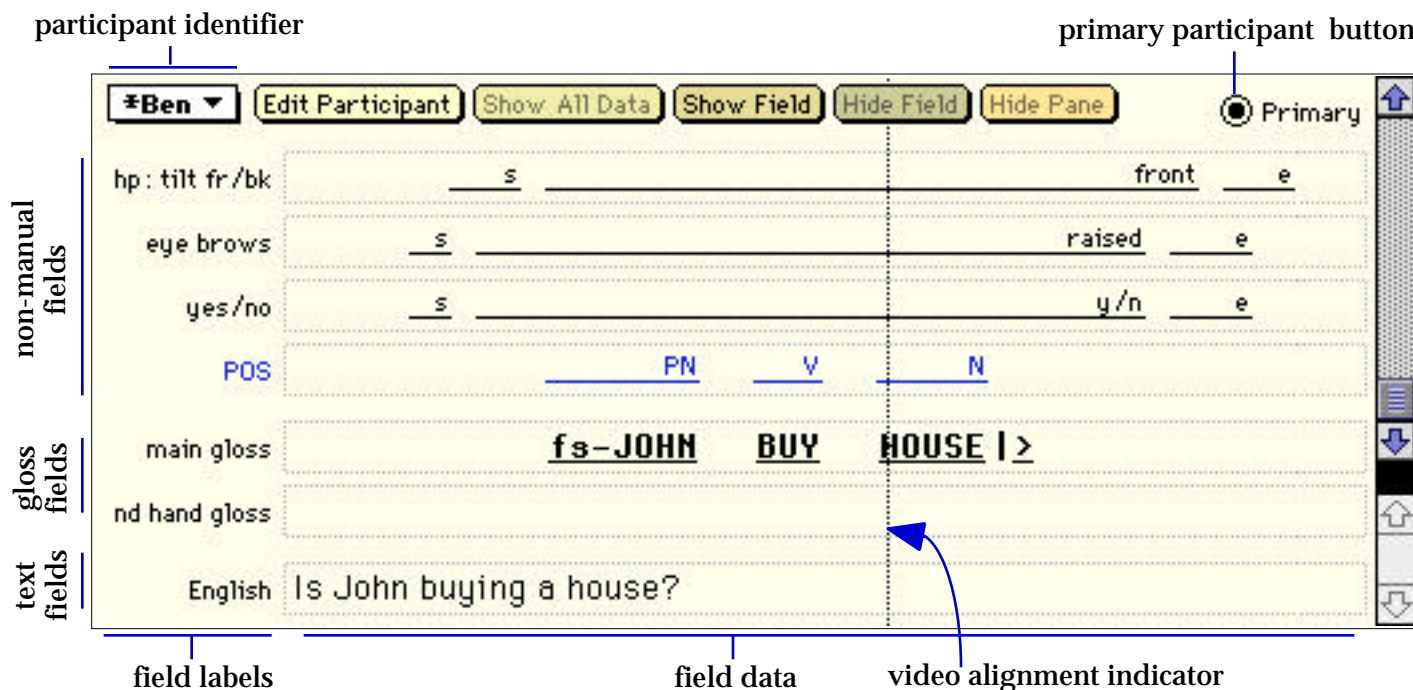 participant identifier
primary participant button
*Ben ▼ Edit Participant Show All Data Show Field Hide Field Hide Pane Primary
non-manual fields
hp: tilt fr/bk s front e
eye brows s raised e
yes/no s y/n e
POS PN V N
gloss fields
main gloss fs-JOHN BUY HOUSE |>
nd hand gloss
text fields
English Is John buying a house?
field labels field data video alignment indicator